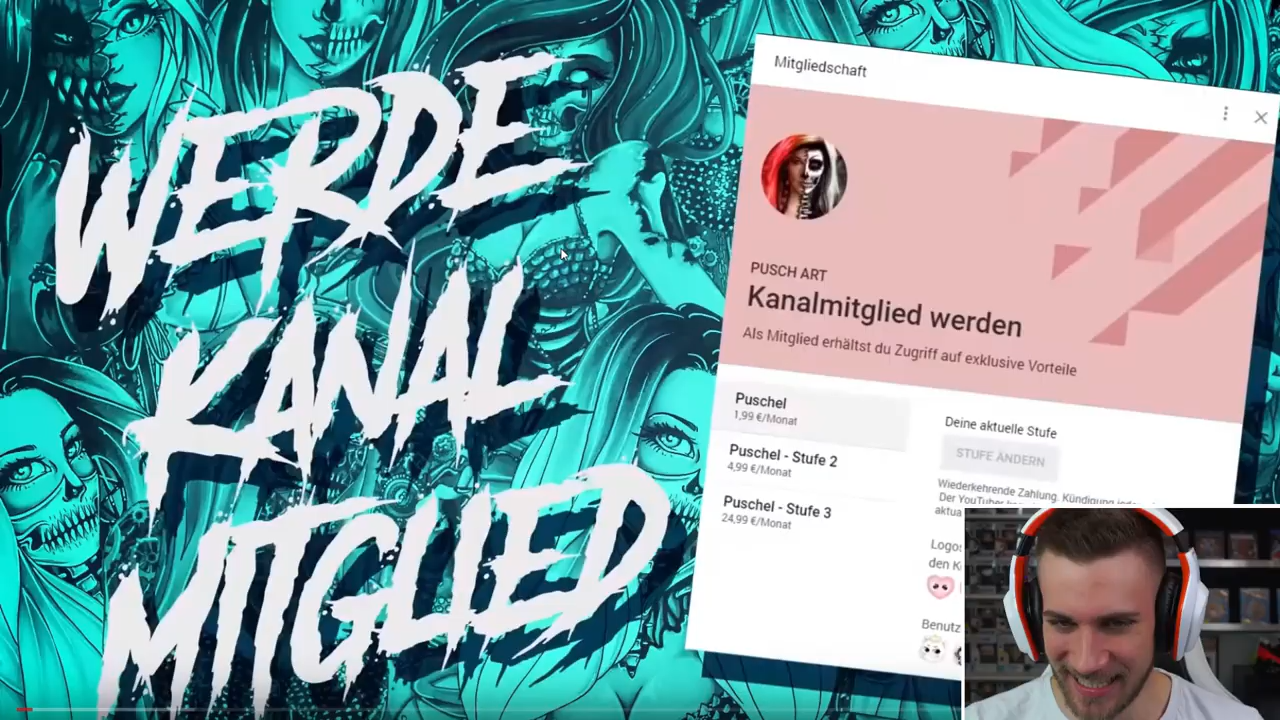 WERDE
KANAL
MITGLIED
Mitgliedschaft
PUSCH ART
Kanalmitglied werden
Als Mitglied erhältst du Zugriff auf exklusive Vorteile
Puschel
1,99 €/Monat
Puschel - Stufe 2
4,99 €/Monat
Puschel - Stufe 3
24,99 €/Monat
Deine aktuelle Stufe
STUFE ÄNDERN
Wiederkehrende Zahlung. Kündigung
Der YouTuber
aktua
Logos
den K
Benutz